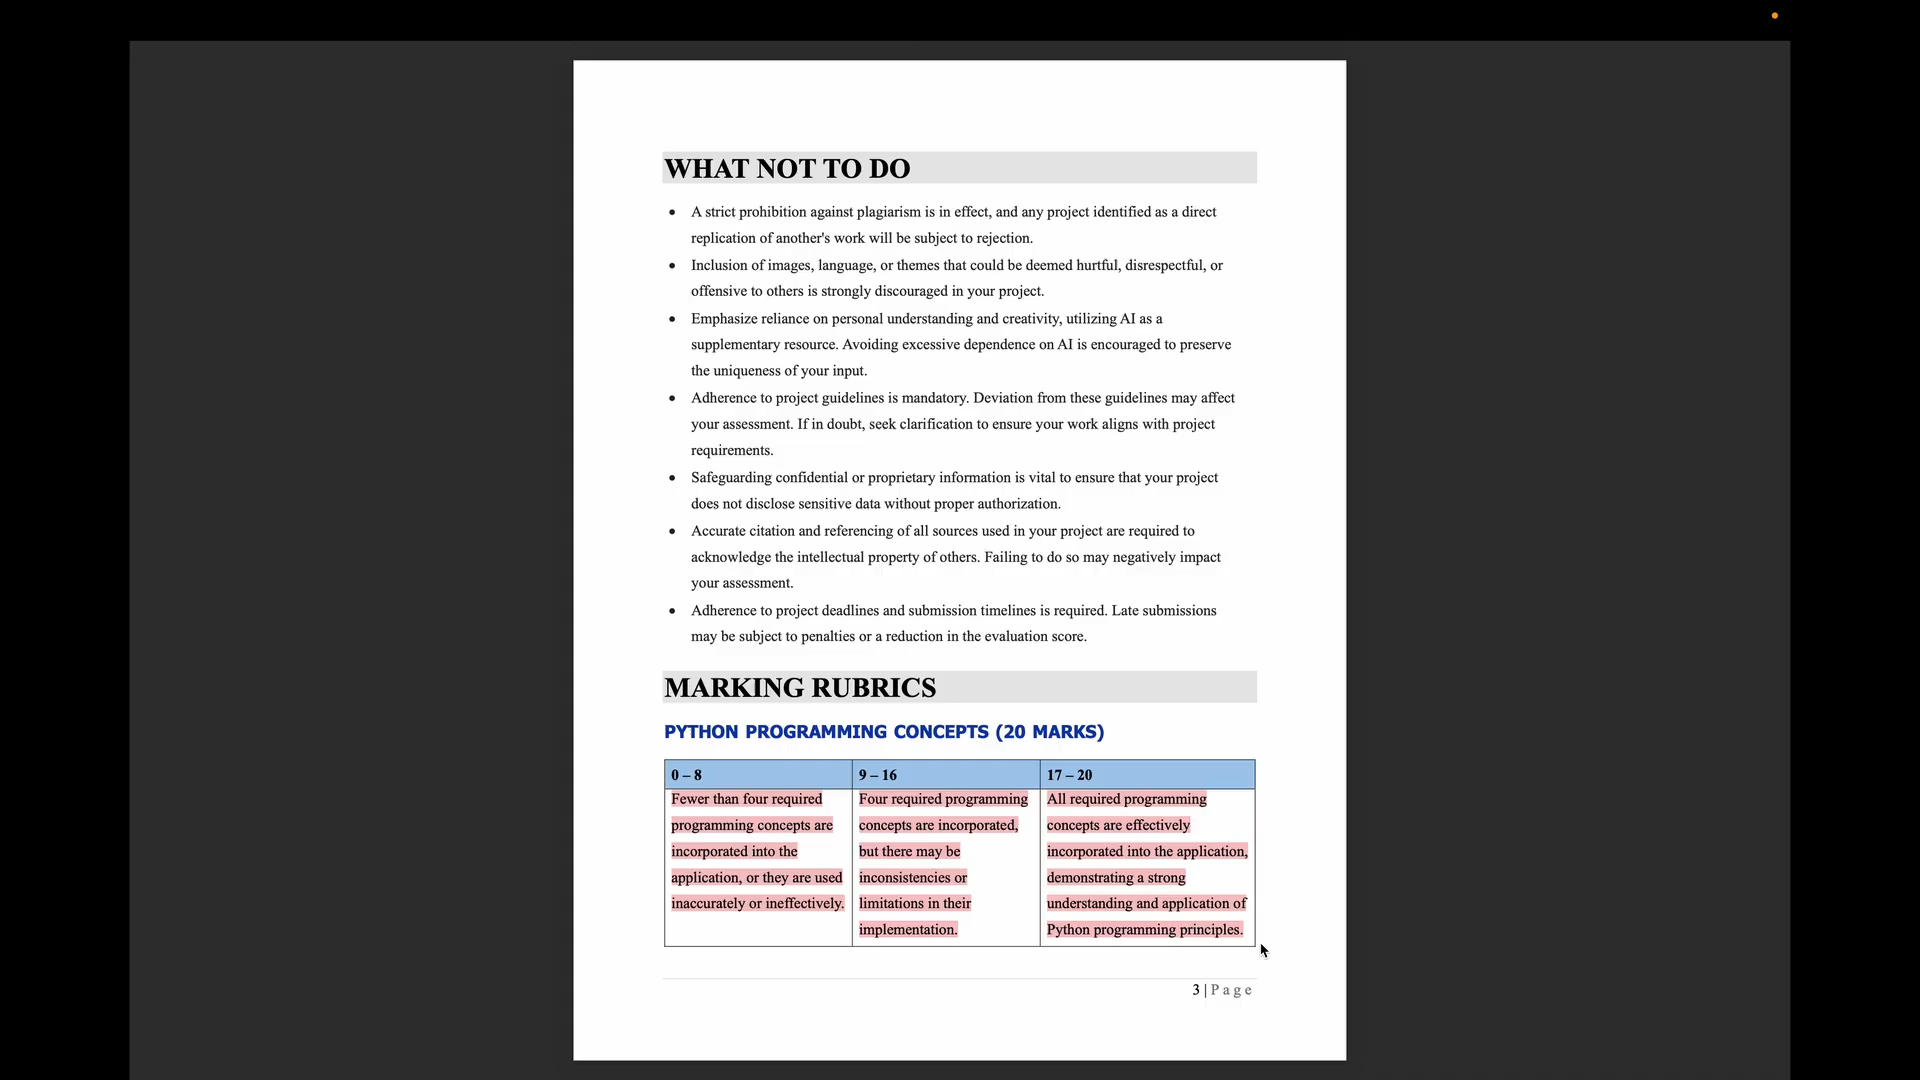 WHAT NOT TO DO
• A strict prohibition against plagiarism is in effect, and any project identified as a direct
replication of another's work will be subject to rejection.
• Inclusion of images, language, or themes that could be deemed hurtful, disrespectful, or
offensive to others is strongly discouraged in your project.
• Emphasize reliance on personal understanding and creativity, utilizing AI as a
supplementary resource. Avoiding excessive dependence on AI is encouraged to preserve
the uniqueness of your input.
• Adherence to project guidelines is mandatory. Deviation from these guidelines may affect
your assessment. If in doubt, seek clarification to ensure your work aligns with project
requirements.
• Safeguarding confidential or proprietary information is vital to ensure that your project
does not disclose sensitive data without proper authorization.
• Accurate citation and referencing of all sources used in your project are required to
acknowledge the intellectual property of others. Failing to do so may negatively impact
your assessment.
• Adherence to project deadlines and submission timelines is required. Late submissions
may be subject to penalties or a reduction in the evaluation score.
MARKING RUBRICS
PYTHON PROGRAMMING CONCEPTS (20 MARKS)
0 – 8
Fewer than four required
programming concepts are
incorporated into the
application, or they are used
inaccurately or ineffectively.
9 – 16
Four required programming
concepts are incorporated,
but there may be
inconsistencies or
limitations in their
implementation.
17 – 20
All required programming
concepts are effectively
incorporated into the application,
demonstrating a strong
understanding and application of
Python programming principles.
3 | P a g e